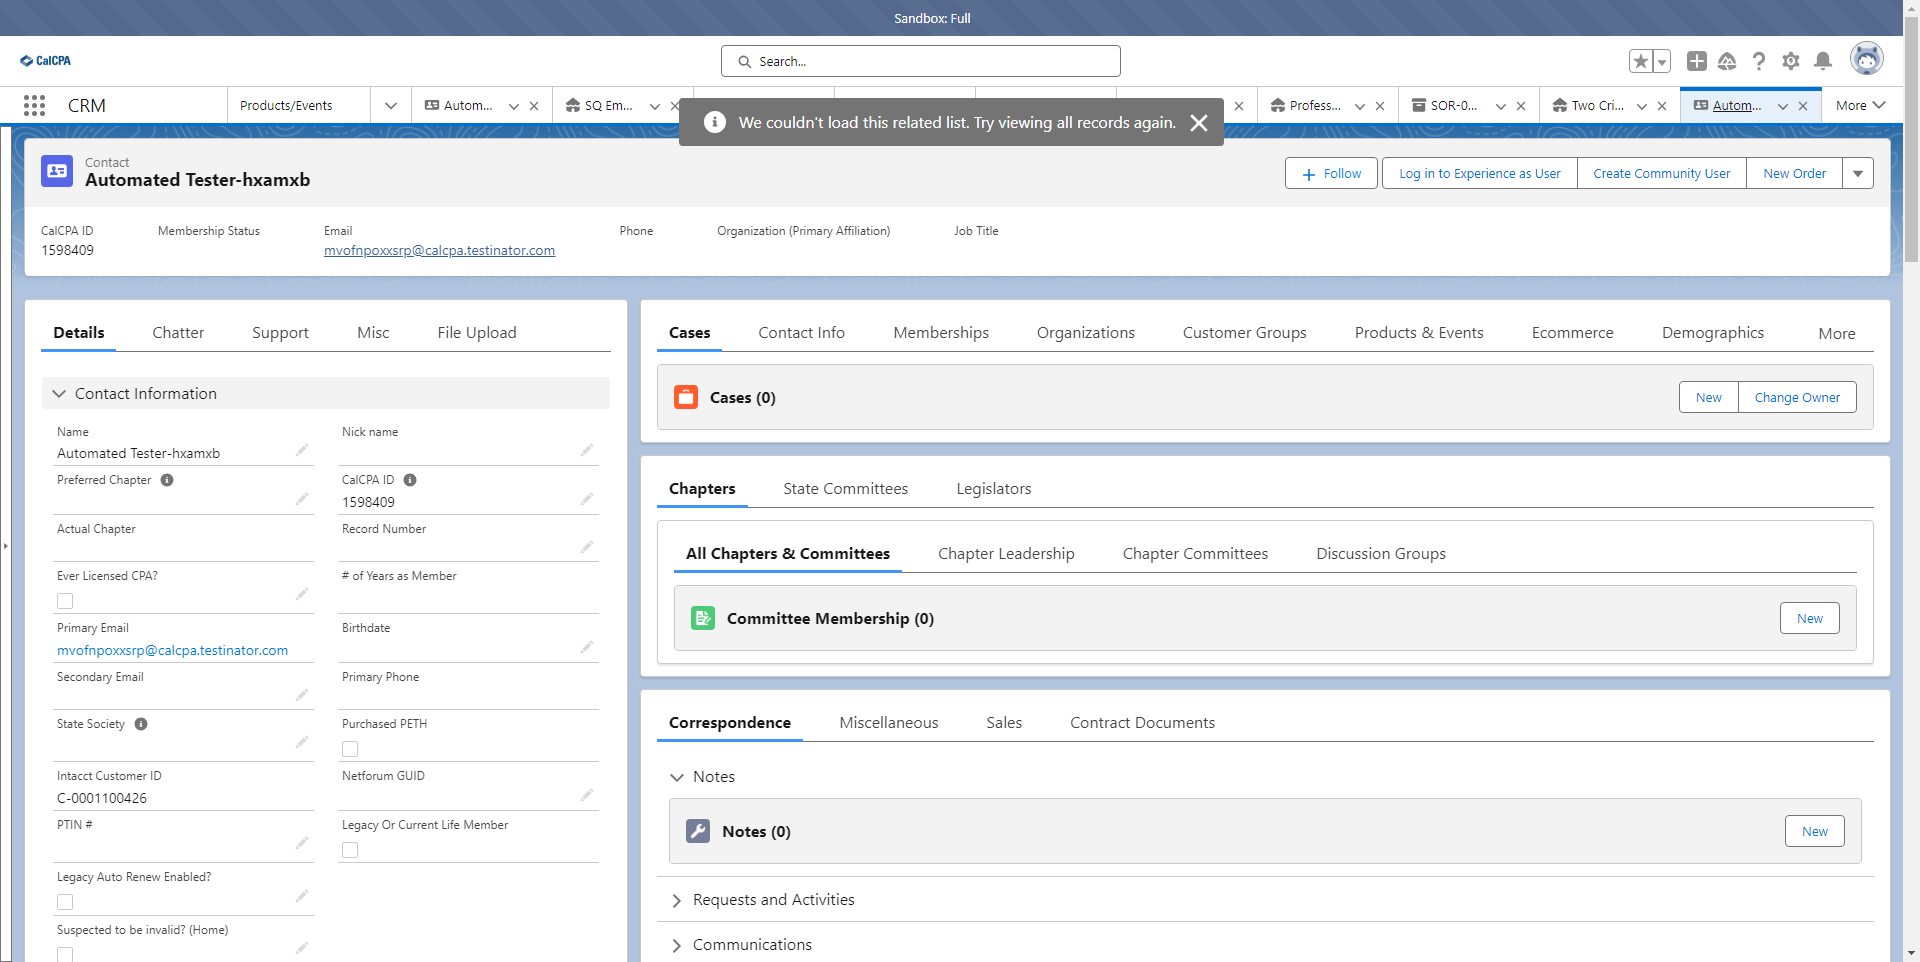 Sandbox: Full
CalCPA
Search...
CRM
Products/Events
Autom...
SQ Em...
Profess...
SOR-0...
Two Cri...
Autom...
More
We couldn't load this related list. Try viewing all records again.
Contact
Automated Tester-hxamxb
Follow
Log in to Experience as User
Create Community User
New Order
CalCPA ID
1598409
Membership Status
Email
mvofnpoxxsrp@calcpa.testinator.com
Phone
Organization (Primary Affiliation)
Job Title
Details
Chatter
Support
Misc
File Upload
Contact Information
Name
Automated Tester-hxamxb
Nick name
Preferred Chapter
CalCPA ID
1598409
Actual Chapter
Record Number
Ever Licensed CPA?
# of Years as Member
Primary Email
mvofnpoxxsrp@calcpa.testinator.com
Birthdate
Secondary Email
Primary Phone
State Society
Purchased PETH
Intacct Customer ID
C-0001100426
Netforum GUID
PTIN #
Legacy Or Current Life Member
Legacy Auto Renew Enabled?
Suspected to be invalid? (Home)
Cases
Contact Info
Memberships
Organizations
Customer Groups
Products & Events
Ecommerce
Demographics
More
Cases (0)
New
Change Owner
Chapters
State Committees
Legislators
All Chapters & Committees
Chapter Leadership
Chapter Committees
Discussion Groups
Committee Membership (0)
New
Correspondence
Miscellaneous
Sales
Contract Documents
Notes
Notes (0)
New
Requests and Activities
Communications